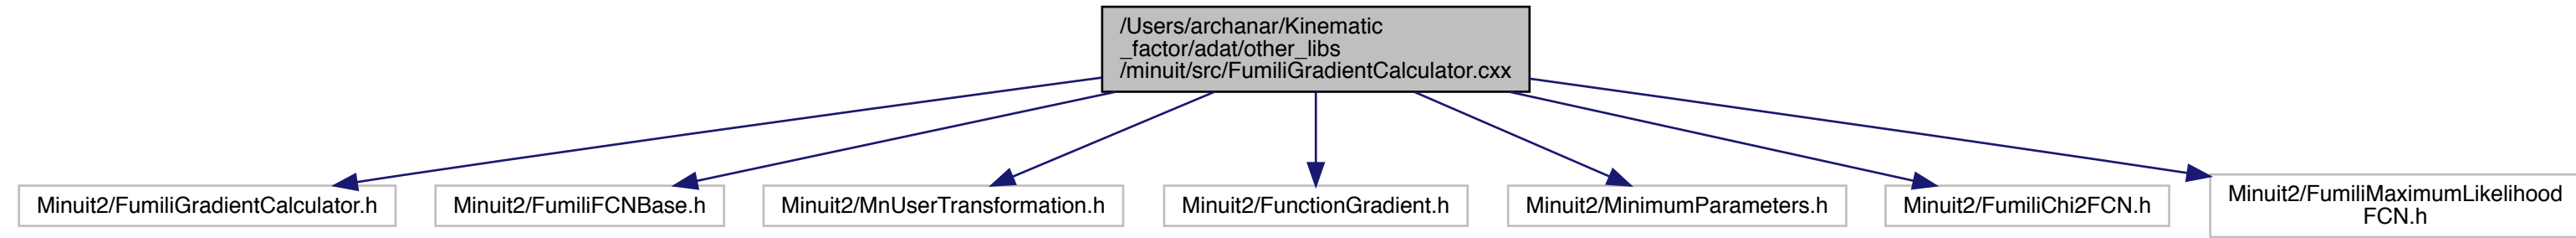 /Users/archanar/Kinematic
_factor/adat/other_libs
/minuit/src/FumiliGradientCalculator.cxx
Minuit2/FumiliGradientCalculator.h
Minuit2/FumiliFCNBase.h
Minuit2/MnUserTransformation.h
Minuit2/FunctionGradient.h
Minuit2/MinimumParameters.h
Minuit2/FumiliChi2FCN.h
Minuit2/FumiliMaximumLikelihood
FCN.h